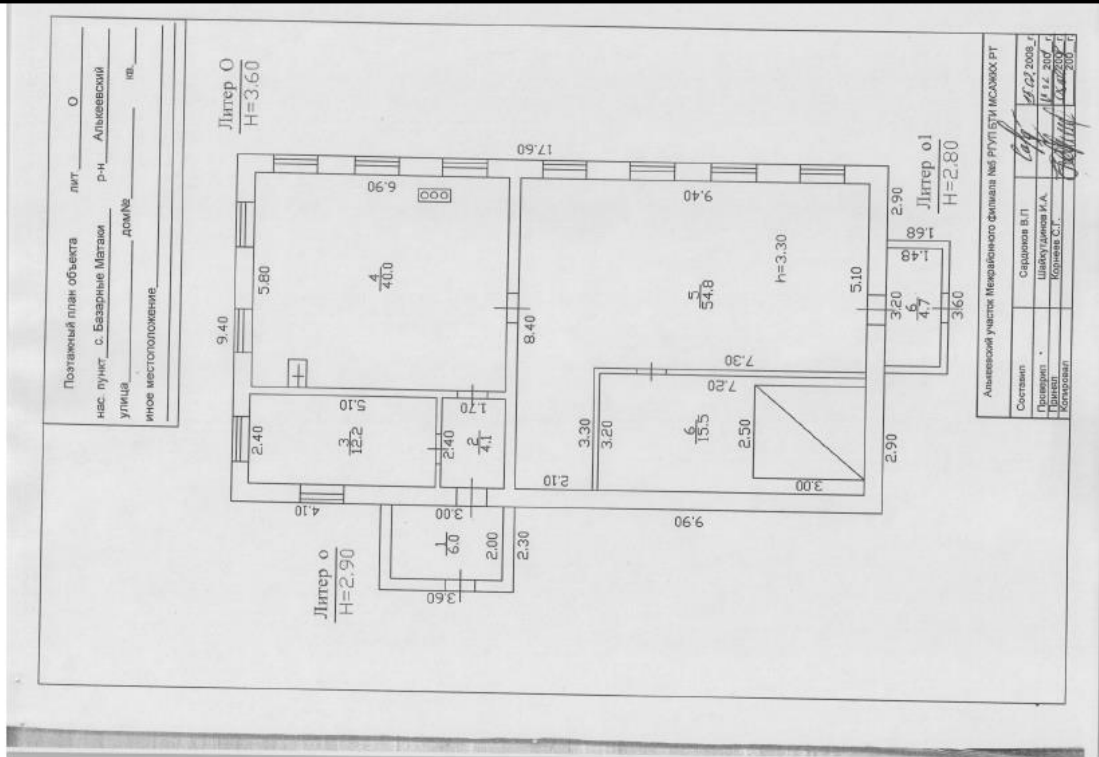 Поэтажный план объекта лит. О
нас. пункт с. Базарные Матаки р-н Алькеевский
улица дом№ кв.
иное местоположение
Литер О
Н=3.60
9.40
17.60
5.80
6.90
4
40.0
2.40
5.10
3
12.2
4.10
1.70
2.40
2
4.1
3.00
Литер о
Н=2.90
1
6.0
2.00
2.30
3.60
8.40
9.40
5
54.8
h=3.30
5.10
7.30
7.20
3.30
3.20
2.10
6
15.5
2.50
3.00
9.90
2.90
2.90
Литер о1
Н=2.80
1.68
1.48
3.20
6
4.7
3.60
Алькеевский участок Межрайонного филиала №5 РГУП БТИ МСАЖКХ РТ
Составил Сардюков В.П 15.02.2008 г.
Проверил Шайхутдинов И.А. 200 г.
Принял Корнеев С.Г. г.
Копировал 200 г.